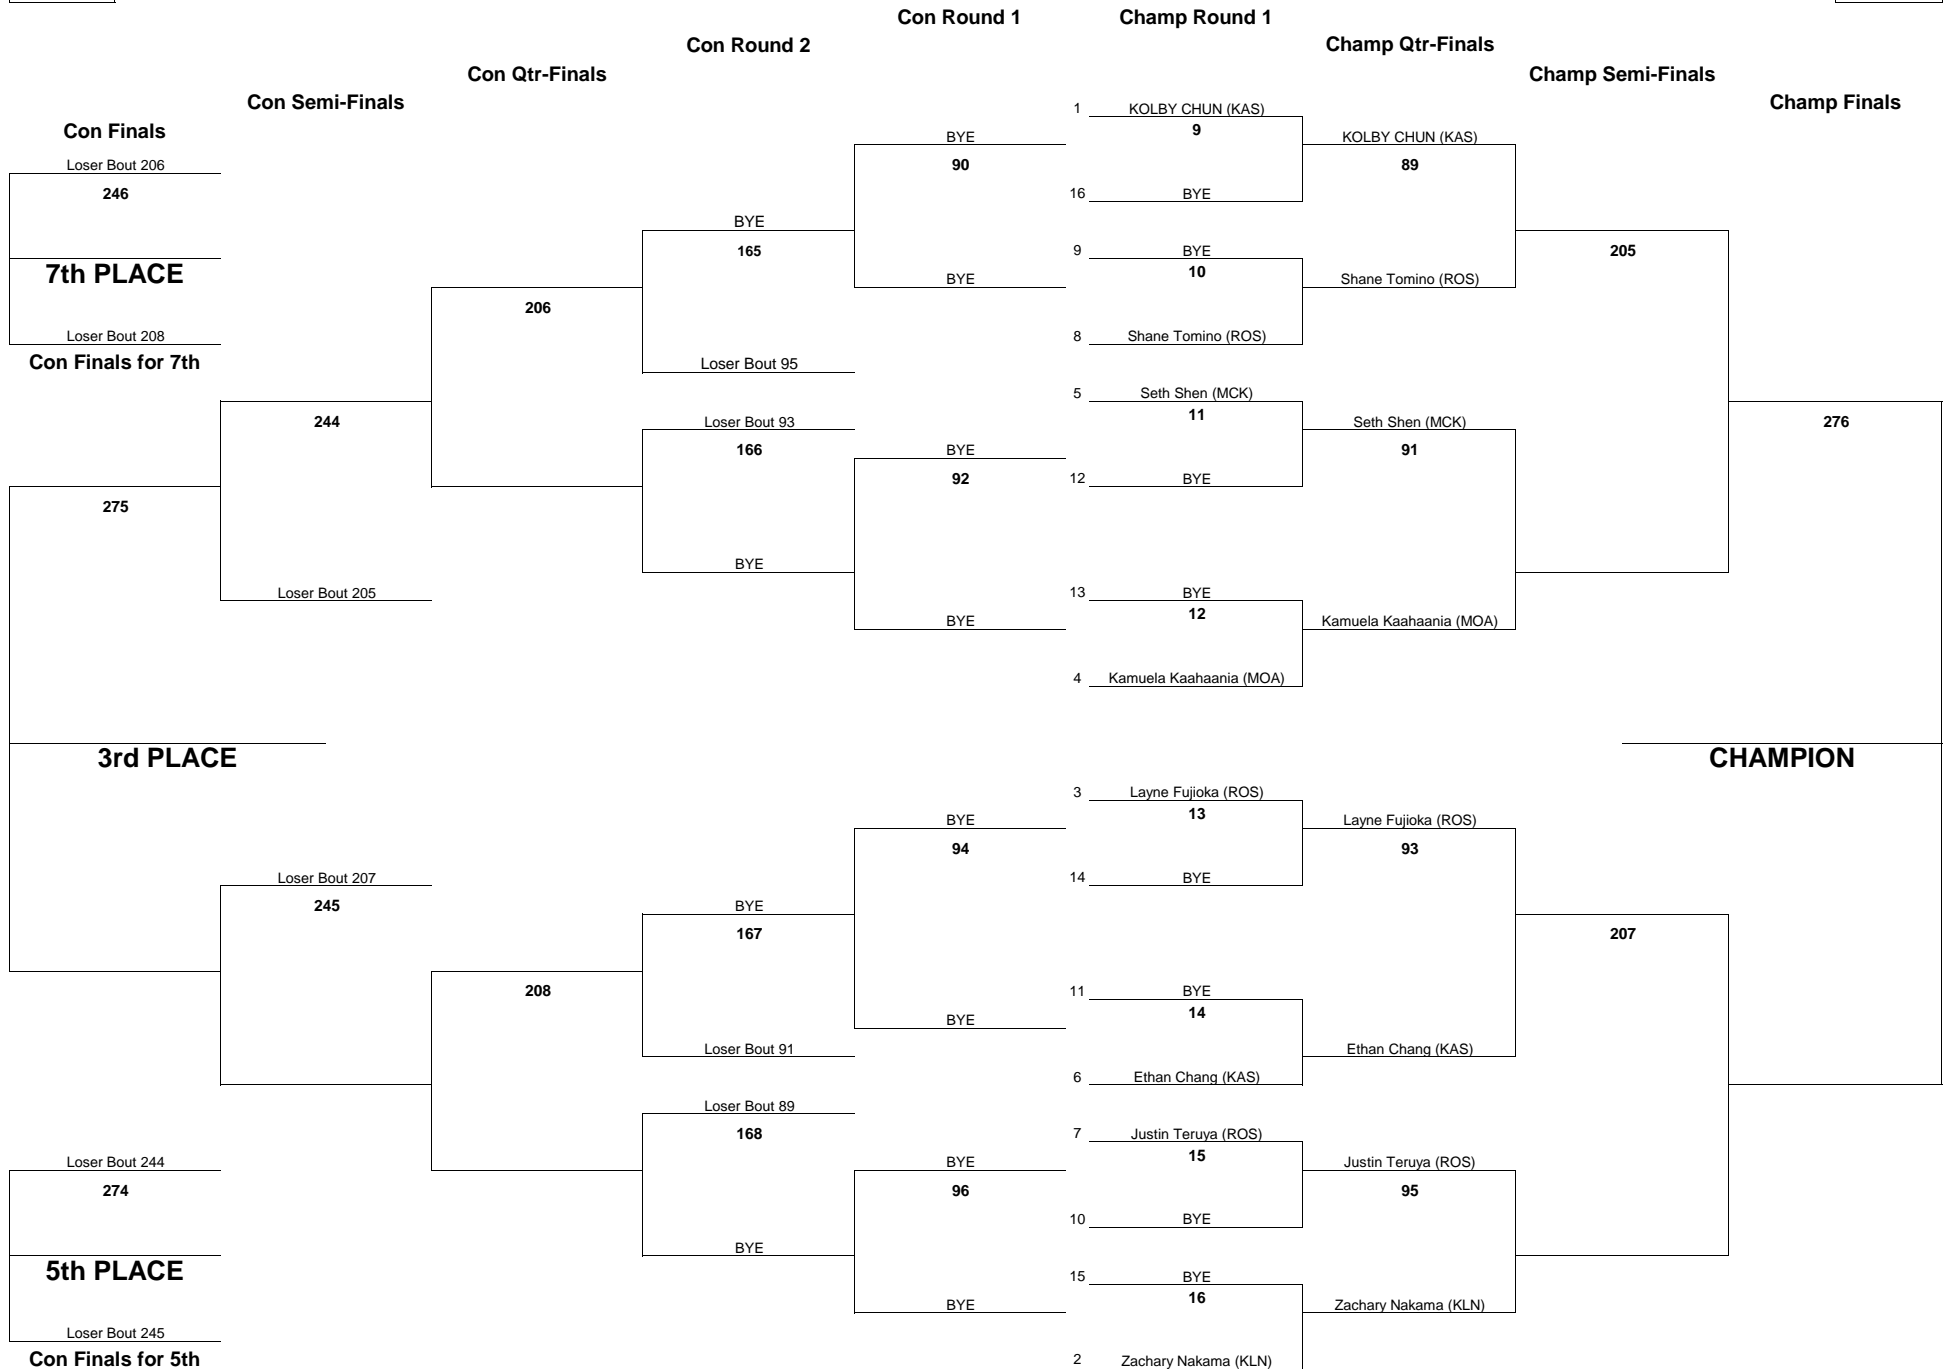 Con Round 1
Champ Round 1
Con Round 2
Champ Qtr-Finals
Con Qtr-Finals
Champ Semi-Finals
Con Semi-Finals
Champ Finals
Con Finals
1 KOLBY CHUN (KAS)
9
BYE
KOLBY CHUN (KAS)
Loser Bout 206
90
89
246
16 BYE
BYE
165
9 BYE
205
7th PLACE
10
BYE
Shane Tomino (ROS)
206
Loser Bout 208
8 Shane Tomino (ROS)
Con Finals for 7th
Loser Bout 95
5 Seth Shen (MCK)
11
244
Loser Bout 93
Seth Shen (MCK)
276
166
BYE
91
92
12 BYE
275
BYE
Loser Bout 205
13 BYE
12
BYE
Kamuela Kaahaania (MOA)
4 Kamuela Kaahaania (MOA)
3rd PLACE
CHAMPION
3 Layne Fujioka (ROS)
13
BYE
Layne Fujioka (ROS)
94
93
Loser Bout 207
14 BYE
245
BYE
167
207
208
11 BYE
14
BYE
Loser Bout 91
Ethan Chang (KAS)
6 Ethan Chang (KAS)
Loser Bout 89
168
7 Justin Teruya (ROS)
15
Loser Bout 244
BYE
Justin Teruya (ROS)
274
96
95
10 BYE
BYE
5th PLACE
15 BYE
16
BYE
Zachary Nakama (KLN)
Loser Bout 245
Con Finals for 5th
2 Zachary Nakama (KLN)